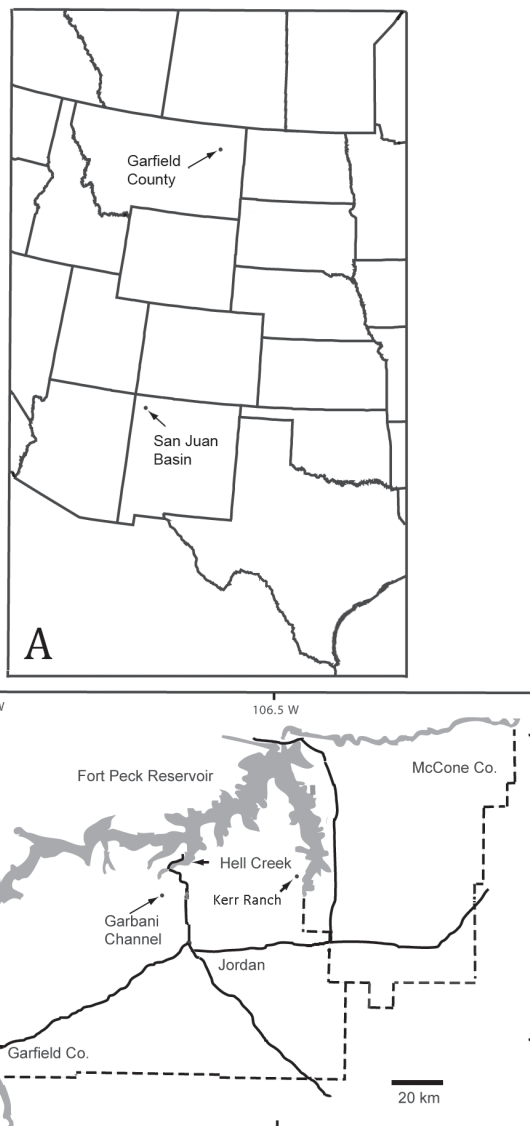 Garfield
County
San Juan
Basin
A
W
106.5 W
McCone Co.
Fort Peck Reservoir
Hell Creek
Kerr Ranch
Garbani
Channel
Jordan
Garfield Co.
20 km